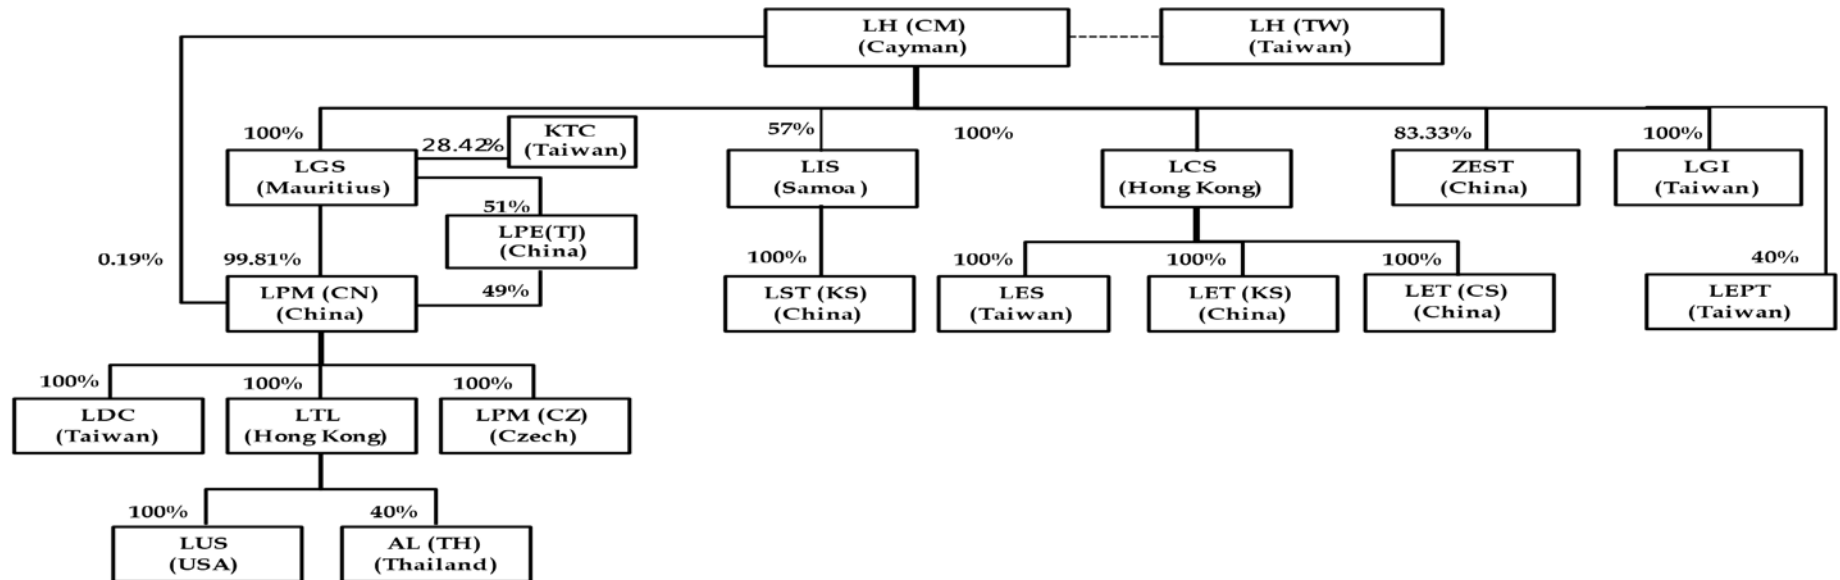 LH (CM)
(Cayman)
LH (TW)
(Taiwan)
100%
28.42%
KTC
(Taiwan)
57%
100%
83.33%
100%
LGS
(Mauritius)
LIS
(Samoa )
LCS
(Hong Kong)
ZEST
(China)
LGI
(Taiwan)
51%
LPE(TJ)
(China)
0.19%
99.81%
49%
100%
100%
100%
100%
40%
LPM (CN)
(China)
LST (KS)
(China)
LES
(Taiwan)
LET (KS)
(China)
LET (CS)
(China)
LEPT
(Taiwan)
100%
100%
100%
LDC
(Taiwan)
LTL
(Hong Kong)
LPM (CZ)
(Czech)
100%
40%
LUS
(USA)
AL (TH)
(Thailand)